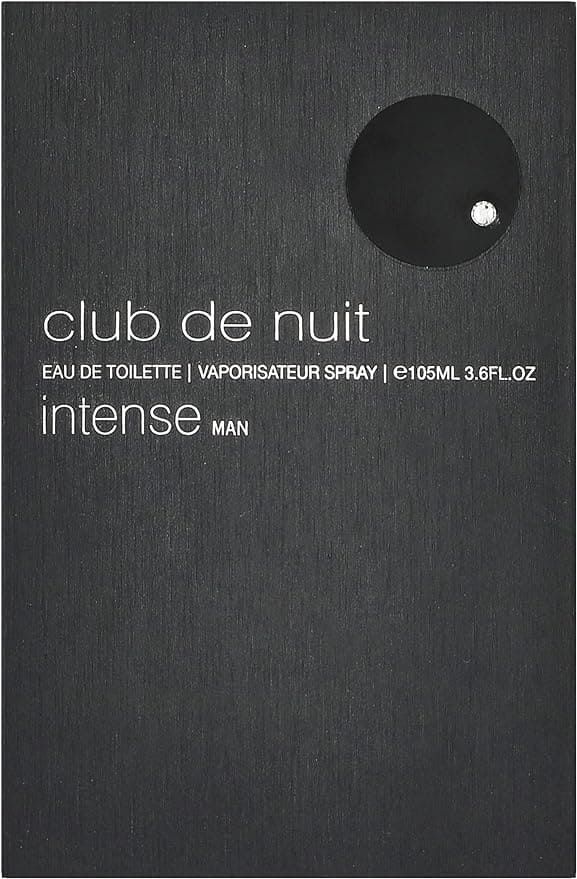 club de nuit
EAU DE TOILETTE | VAPORISATEUR SPRAY | ℮105ML 3.6FL.OZ
intense MAN